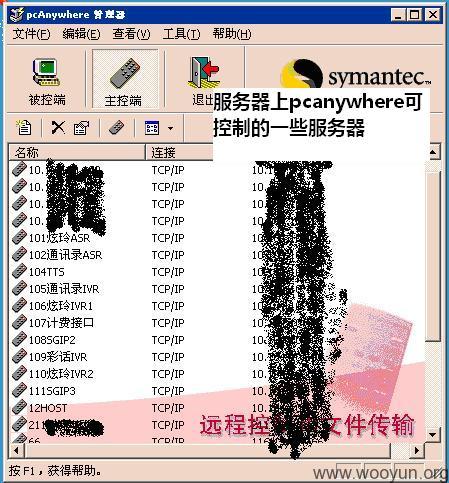 pcAnywhere 管理器
文件(F) 编辑(E) 查看(V) 工具(T) 帮助(H)
被控端 主控端 退出
symantec.
服务器上pcanywhere可
控制的一些服务器
名称 连接
10. TCP/IP 10.
10. TCP/IP 10.
10. TCP/IP 10.
10. TCP/IP 10.
101炫玲ASR TCP/IP 10.
102通讯录ASR TCP/IP 10.
104TTS TCP/IP 10.
105通讯录IVR TCP/IP 10.
106炫玲IVR1 TCP/IP 10.
107计费接口 TCP/IP 10.
108SGIP2 TCP/IP 10.
109彩话IVR TCP/IP 10.
110炫玲IVR2 TCP/IP 10.
111SGIP3 TCP/IP 10.
12HOST TCP/IP 10.
211 TCP/IP 10.
66 TCP/IP
远程控 文件传输
按 F1，获得帮助。
www.wooyun.org